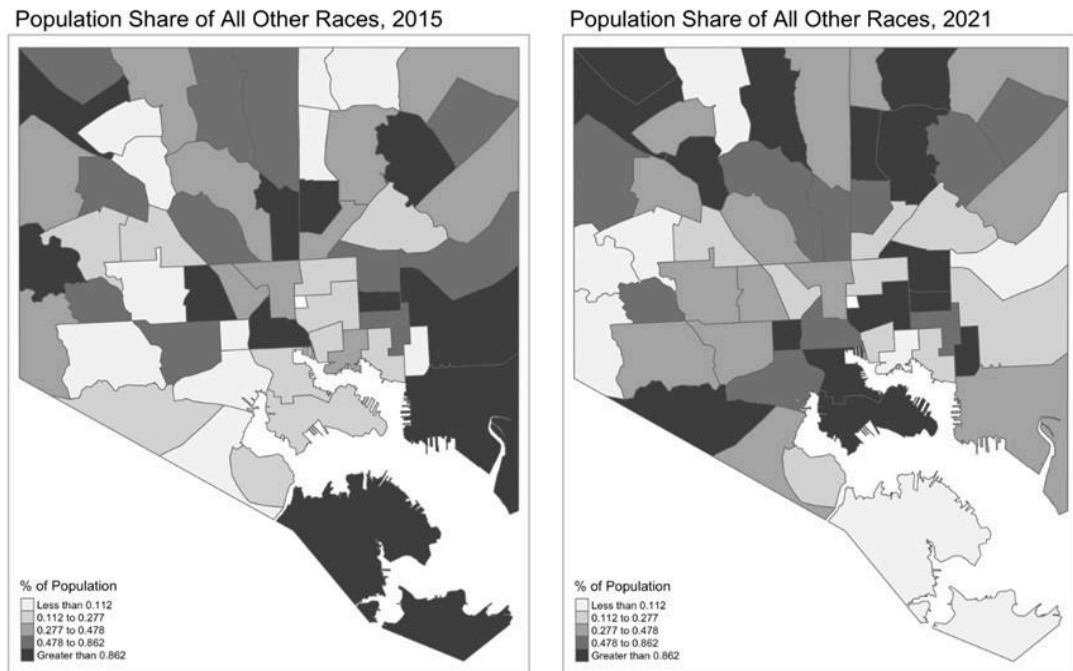 Population Share of All Other Races, 2015
Population Share of All Other Races, 2021
% of Population
Less than 0.112
0.112 to 0.277
0.277 to 0.478
0.478 to 0.862
Greater than 0.862
% of Population
Less than 0.112
0.112 to 0.277
0.277 to 0.478
0.478 to 0.862
Greater than 0.862